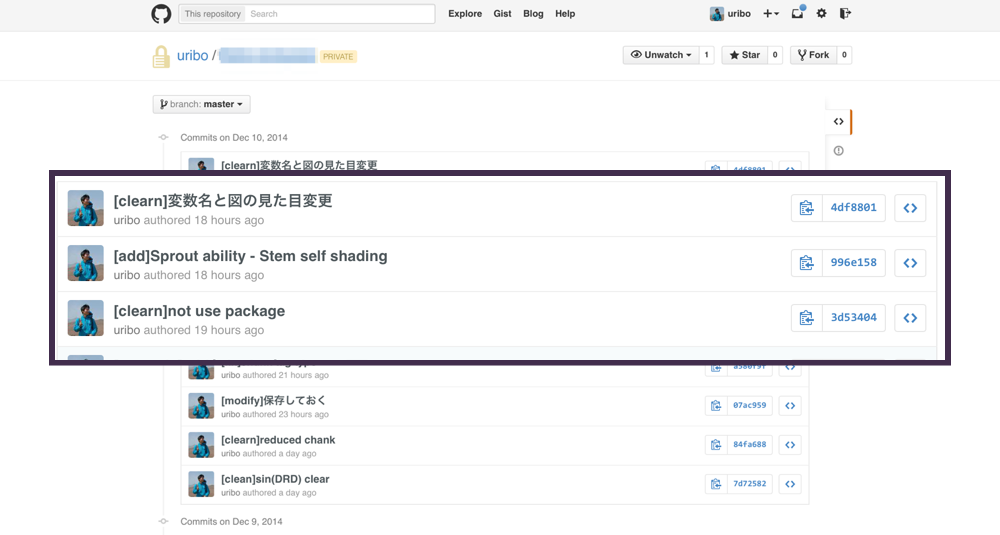 This repository Search Explore Gist Blog Help uribo
uribo / PRIVATE Unwatch 1 Star 0 Fork 0
branch: master
Commits on Dec 10, 2014
[clearn]変数名と図の見た目変更 4df8801
[clearn]変数名と図の見た目変更
uribo authored 18 hours ago
4df8801
[add]Sprout ability - Stem self shading
uribo authored 18 hours ago
996e158
[clearn]not use package
uribo authored 19 hours ago
3d53404
uribo authored 21 hours ago
[modify]保存しておく
uribo authored 23 hours ago
07ac959
[clearn]reduced chank
uribo authored a day ago
84fa688
[clean]sin(DRD) clear
uribo authored a day ago
7d72582
Commits on Dec 9, 2014